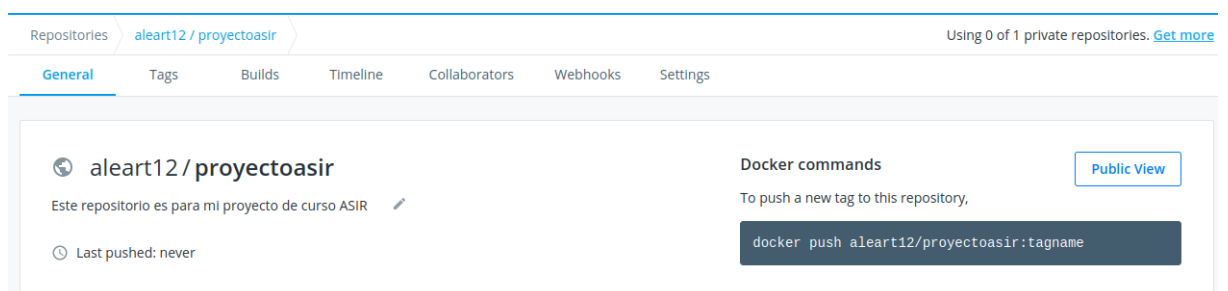 Repositories aleart12 / proyectoasir Using 0 of 1 private repositories. Get more
General Tags Builds Timeline Collaborators Webhooks Settings
aleart12 / proyectoasir
Este repositorio es para mi proyecto de curso ASIR
Last pushed: never
Docker commands
Public View
To push a new tag to this repository,
docker push aleart12/proyectoasir:tagname